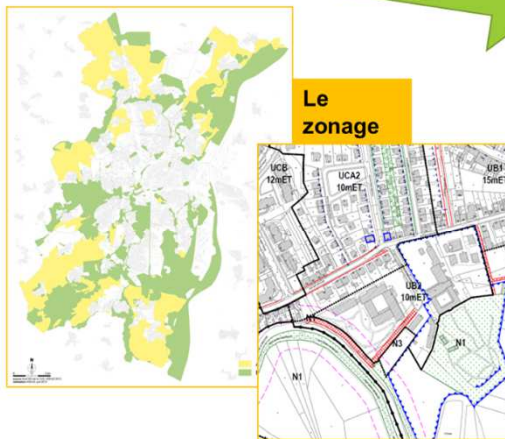 Le
zonage
UCB
12mET
UCA2
10mET
UB1
15mET
UB2
10mET
N1
N3
N1
N1